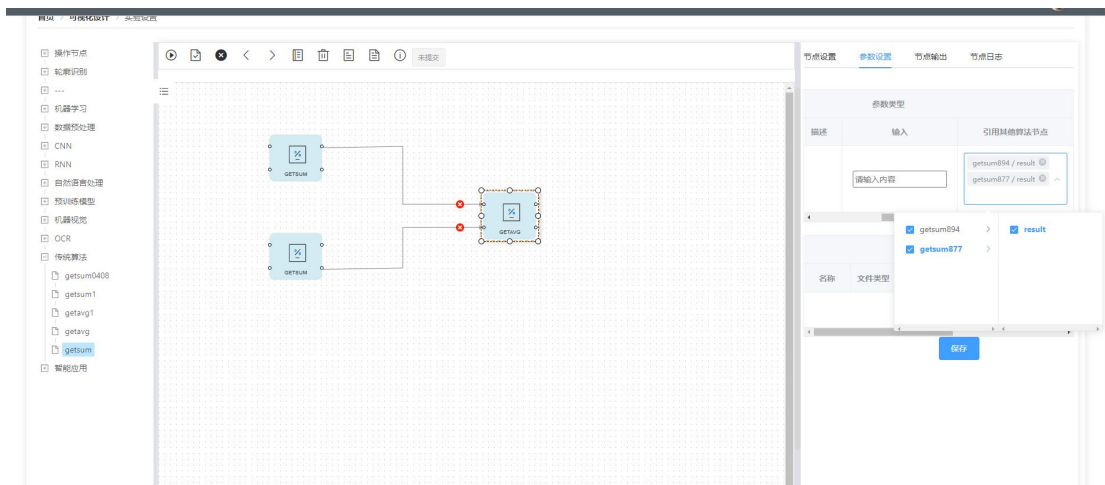 首页 / 可视化设计 / 实验设置
操作节点
轮廓识别
---
机器学习
数据预处理
CNN
RNN
自然语言处理
预训练模型
机器视觉
OCR
传统算法
getsum0408
getsum1
getavg1
getavg
getsum
智能应用
未提交
GETSUM
GETSUM
GETAVG
节点设置 参数设置 节点输出 节点日志
参数类型
描述 输入 引用其他算法节点
请输入内容
getsum894 / result
getsum877 / result
getsum894 result
getsum877
名称 文件类型
保存